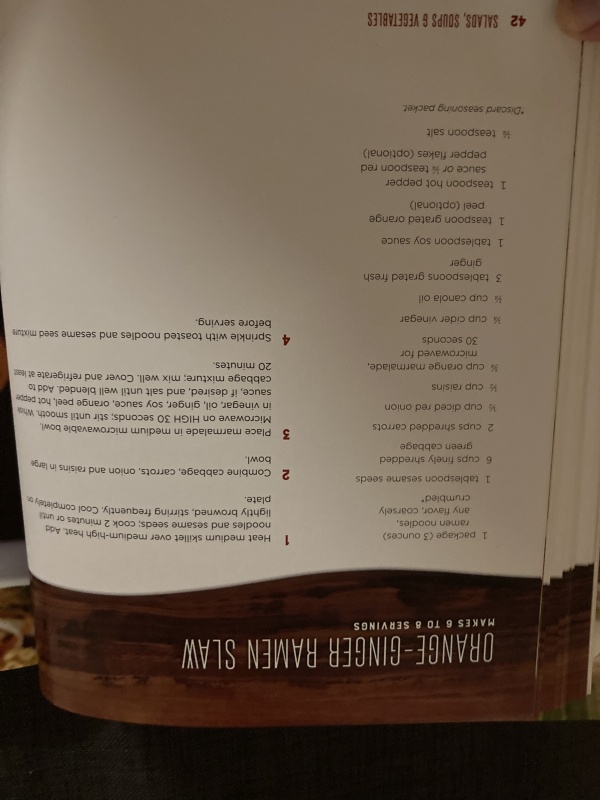 ORANGE-GINGER RAMEN SLAW
MAKES 6 TO 8 SERVINGS
1 package (3 ounces)
ramen noodles,
any flavor, coarsely
crumbled*
1 tablespoon sesame seeds
6 cups finely shredded
green cabbage
2 cups shredded carrots
½ cup diced red onion
½ cup raisins
¾ cup orange marmalade,
microwaved for
30 seconds
¼ cup cider vinegar
¼ cup canola oil
3 tablespoons grated fresh
ginger
1 tablespoon soy sauce
1 teaspoon grated orange
peel (optional)
1 teaspoon hot pepper
sauce or ¼ teaspoon red
pepper flakes (optional)
teaspoon salt
*Discard seasoning packet.
1 Heat medium skillet over medium-high heat. Add
noodles and sesame seeds; cook 2 minutes or until
lightly browned, stirring frequently. Cool completely on
plate.
2 Combine cabbage, carrots, onion and raisins in large
bowl.
3 Place marmalade in medium microwavable bowl.
Microwave on HIGH 30 seconds; stir until smooth. Whisk
in vinegar, oil, ginger, soy sauce, orange peel, hot pepper
sauce, if desired, and salt until well blended. Add to
cabbage mixture; mix well. Cover and refrigerate at least
20 minutes.
4 Sprinkle with toasted noodles and sesame seed mixture
before serving.
42 SALADS, SOUPS & VEGETABLES